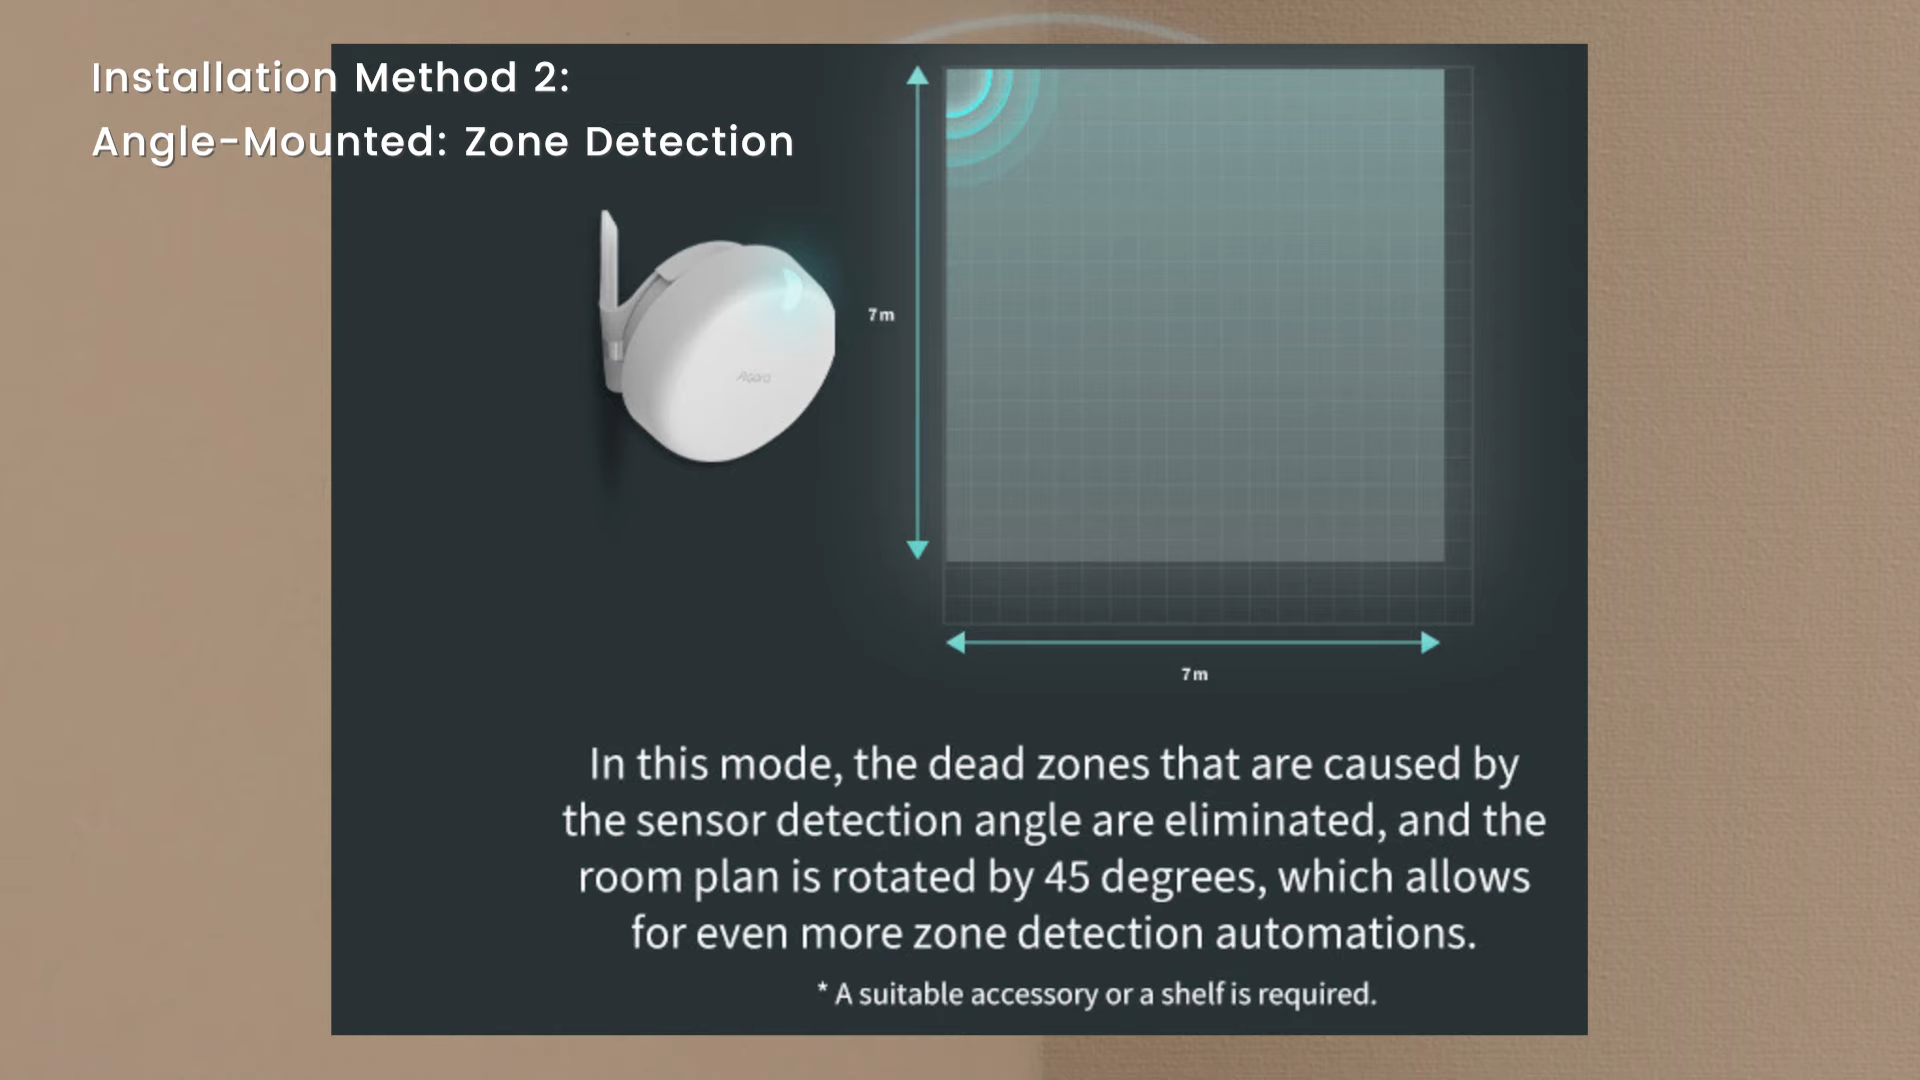 Installation Method 2:
Angle-Mounted: Zone Detection
Aqara
7m
7m
In this mode, the dead zones that are caused by
the sensor detection angle are eliminated, and the
room plan is rotated by 45 degrees, which allows
for even more zone detection automations.
* A suitable accessory or a shelf is required.